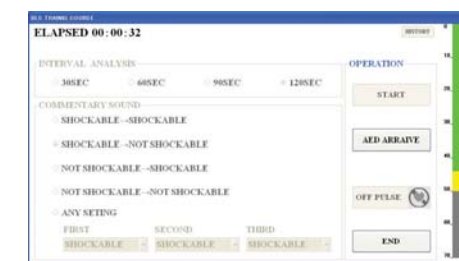 BLS TRANING COURSE
ELAPSED 00:00:32
HISTORY
INTERVAL ANALYSIS
30SEC 60SEC 90SEC 120SEC
COMMENTARY SOUND
SHOCKABLE→SHOCKABLE
SHOCKABLE→NOT SHOCKABLE
NOT SHOCKABLE→SHOCKABLE
NOT SHOCKABLE→NOT SHOCKABLE
ANY SETING
FIRST SECOND THIRD
SHOCKABLE SHOCKABLE SHOCKABLE
OPERATION
START
AED ARRAIVE
OFF PULSE
END